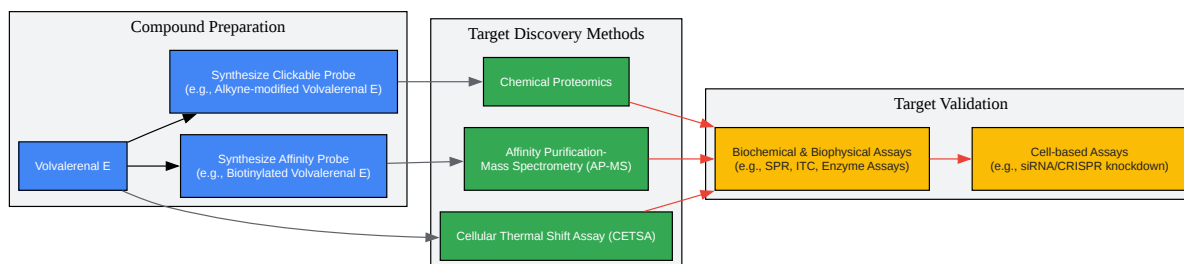 Compound Preparation
Synthesize Clickable Probe
(e.g., Alkyne-modified Volvalerenal E)
Volvalerenal E
Synthesize Affinity Probe
(e.g., Biotinylated Volvalerenal E)
Target Discovery Methods
Chemical Proteomics
Affinity Purification-
Mass Spectrometry (AP-MS)
Cellular Thermal Shift Assay (CETSA)
Target Validation
Biochemical & Biophysical Assays
(e.g., SPR, ITC, Enzyme Assays)
Cell-based Assays
(e.g., siRNA/CRISPR knockdown)